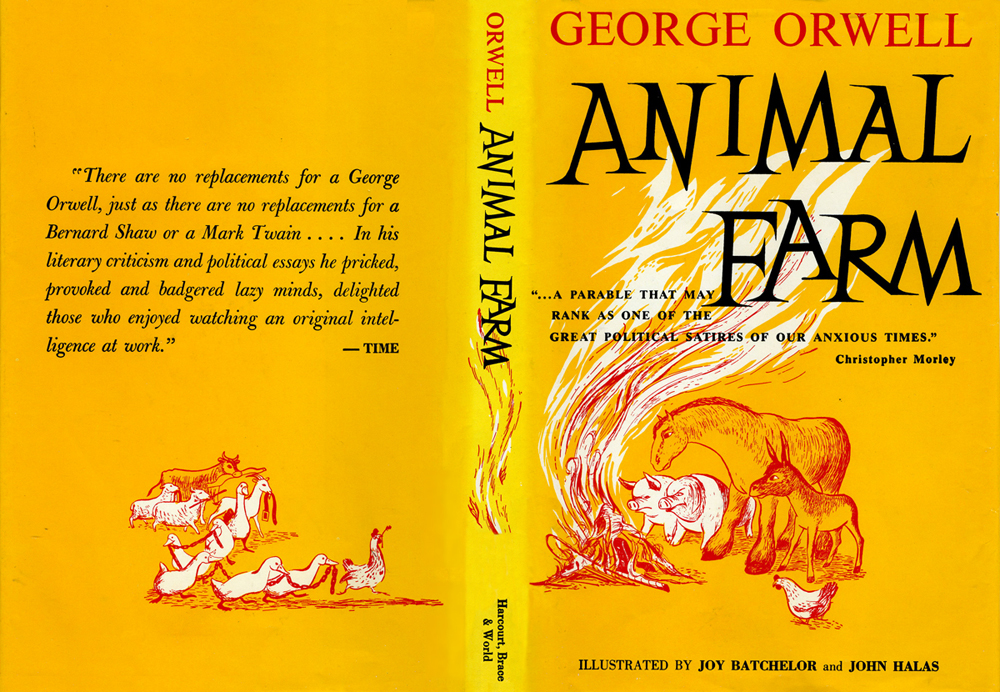 “There are no replacements for a George
Orwell, just as there are no replacements for a
Bernard Shaw or a Mark Twain . . . . In his
literary criticism and political essays he pricked,
provoked and badgered lazy minds, delighted
those who enjoyed watching an original intel-
ligence at work.”
— TIME
ORWELL ANIMAL FARM
Harcourt, Brace
& World
GEORGE ORWELL
ANIMAL
FARM
“...A PARABLE THAT MAY
RANK AS ONE OF THE
GREAT POLITICAL SATIRES OF OUR ANXIOUS TIMES.”
Christopher Morley
ILLUSTRATED BY JOY BATCHELOR and JOHN HALAS